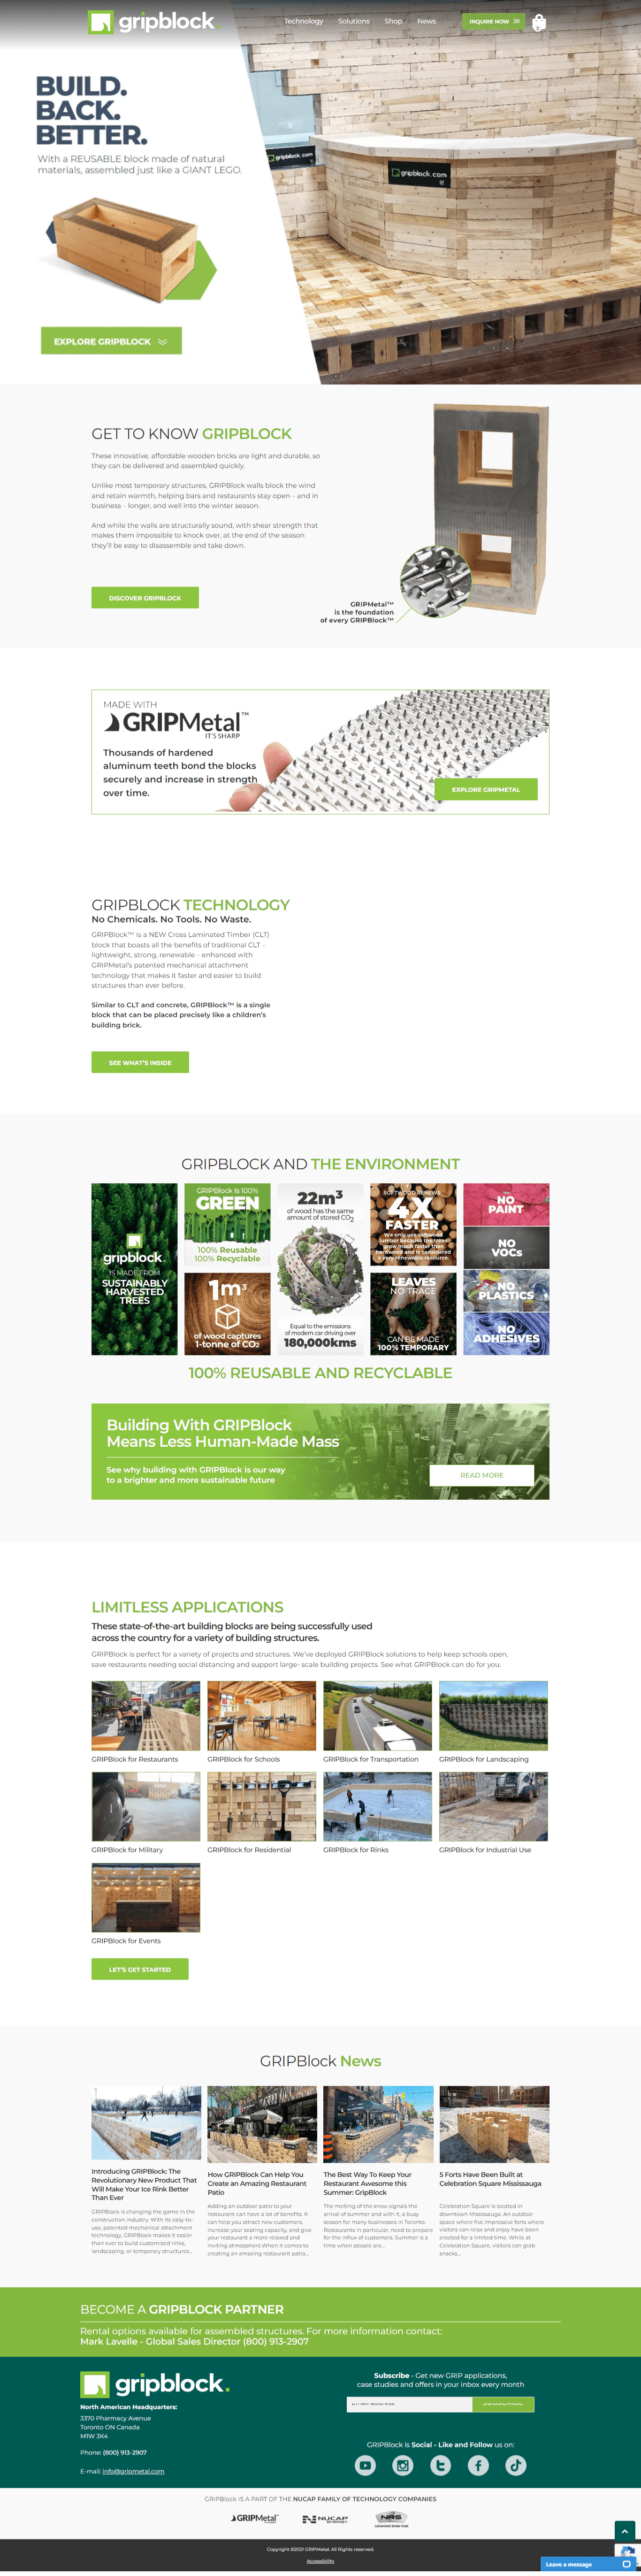 gripblock.
Technology Solutions Shop News INQUIRE NOW
BUILD.
BACK.
BETTER.
With a REUSABLE block made of natural
materials, assembled just like a GIANT LEGO.
gripblock.com
gripblock.com
EXPLORE GRIPBLOCK
GET TO KNOW GRIPBLOCK
These innovative, affordable wooden bricks are light and durable, so
they can be delivered and assembled quickly.
Unlike most temporary structures, GRIPBlock walls block the wind
and retain warmth, helping bars and restaurants stay open – and in
business – longer, and well into the winter season.
And while the walls are structurally sound, with shear strength that
makes them impossible to knock over, at the end of the season
they'll be easy to disassemble and take down.
DISCOVER GRIPBLOCK
GRIPMetal™
is the foundation
of every GRIPBlock™
MADE WITH
GRIPMetal™
IT'S SHARP
Thousands of hardened
aluminum teeth bond the blocks
securely and increase in strength
over time.
EXPLORE GRIPMETAL
GRIPBLOCK TECHNOLOGY
No Chemicals. No Tools. No Waste.
GRIPBlock™ is a NEW Cross Laminated Timber (CLT)
block that boasts all the benefits of traditional CLT –
lightweight, strong, renewable – enhanced with
GRIPMetal's patented mechanical attachment
technology that makes it faster and easier to build
structures than ever before.
Similar to CLT and concrete, GRIPBlock™ is a single
block that can be placed precisely like a children's
building brick.
SEE WHAT'S INSIDE
GRIPBLOCK AND THE ENVIRONMENT
gripblock.
IS MADE FROM
SUSTAINABLY
HARVESTED
TREES
GRIPBlock Is 100%
GREEN
100% Reusable
100% Recyclable
1m³
of wood captures
1-tonne of CO2
22m³
of wood has the same
amount of stored CO2
Equal to the emissions
of modern car driving over
180,000kms
SOFTWOOD RENEWS
4X
FASTER
We only use softwood
lumber because the trees
grow much faster than
hardwood and is considered
a very renewable resource.
LEAVES
NO TRACE
CAN BE MADE
100% TEMPORARY
NO
PAINT
NO
VOCs
NO
PLASTICS
NO
ADHESIVES
100% REUSABLE AND RECYCLABLE
Building With GRIPBlock
Means Less Human-Made Mass
See why building with GRIPBlock is our way
to a brighter and more sustainable future
READ MORE
LIMITLESS APPLICATIONS
These state-of-the-art building blocks are being successfully used
across the country for a variety of building structures.
GRIPBlock is perfect for a variety of projects and structures. We've deployed GRIPBlock solutions to help keep schools open,
save restaurants needing social distancing and support large- scale building projects. See what GRIPBlock can do for you.
GRIPBlock for Restaurants GRIPBlock for Schools GRIPBlock for Transportation GRIPBlock for Landscaping
GRIPBlock for Military GRIPBlock for Residential GRIPBlock for Rinks GRIPBlock for Industrial Use
GRIPBlock for Events
LET'S GET STARTED
GRIPBlock News
Introducing GRIPBlock: The
Revolutionary New Product That
Will Make Your Ice Rink Better
Than Ever
GRIPBlock is changing the game in the
construction industry. With its easy-to-
use, patented mechanical attachment
technology, GRIPBlock makes it easier
than ever to build customized rinks,
landscaping, or temporary structures...
How GRIPBlock Can Help You
Create an Amazing Restaurant
Patio
Adding an outdoor patio to your
restaurant can have a lot of benefits. It
can help you attract new customers,
increase your seating capacity, and give
your restaurant a more relaxed and
inviting atmosphere.When it comes to
creating an amazing restaurant patio...
The Best Way To Keep Your
Restaurant Awesome this
Summer: GripBlock
The melting of the snow signals the
arrival of summer and with it, a busy
season for many businesses in Toronto.
Restaurants in particular, need to prepare
for the influx of customers. Summer is a
time when people are...
5 Forts Have Been Built at
Celebration Square Mississauga
Celebration Square is located in
downtown Mississauga. An outdoor
space where five impressive forts where
visitors can relax and enjoy have been
erected for a limited time. While at
Celebration Square, visitors can grab
snacks...
BECOME A GRIPBLOCK PARTNER
Rental options available for assembled structures. For more information contact:
Mark Lavelle - Global Sales Director (800) 913-2907
gripblock.
North American Headquarters:
3370 Pharmacy Avenue
Toronto ON Canada
M1W 3K4
Phone: (800) 913-2907
E-mail: info@gripmetal.com
Subscribe - Get new GRIP applications,
case studies and offers in your inbox every month
Email address SUBSCRIBE
GRIPBlock is Social - Like and Follow us on:
GRIPBlock IS A PART OF THE NUCAP FAMILY OF TECHNOLOGY COMPANIES
GRIPMetal NUCAP NRS
Copyright ©2021 GRIPMetal. All Rights reserved.
Accessibility
Leave a message